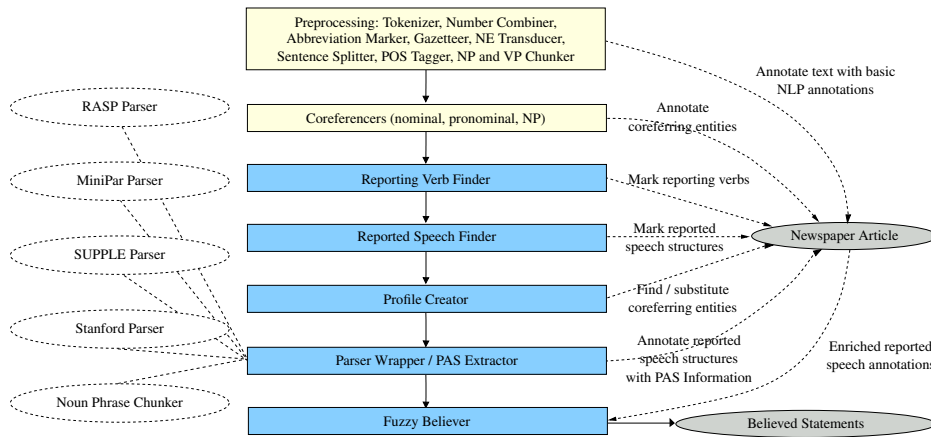 Preprocessing: Tokenizer, Number Combiner,
Abbreviation Marker, Gazetteer, NE Transducer,
Sentence Splitter, POS Tagger, NP and VP Chunker
Annotate text with basic
NLP annotations
RASP Parser
Coreferencers (nominal, pronominal, NP)
Annotate
coreferring entities
MiniPar Parser
Reporting Verb Finder
Mark reporting verbs
Reported Speech Finder
Mark reported
speech structures
Newspaper Article
SUPPLE Parser
Profile Creator
Find / substitute
coreferring entities
Stanford Parser
Parser Wrapper / PAS Extractor
Annotate reported
speech structures
with PAS Information
Enriched reported
speech annotations
Noun Phrase Chunker
Fuzzy Believer
Believed Statements